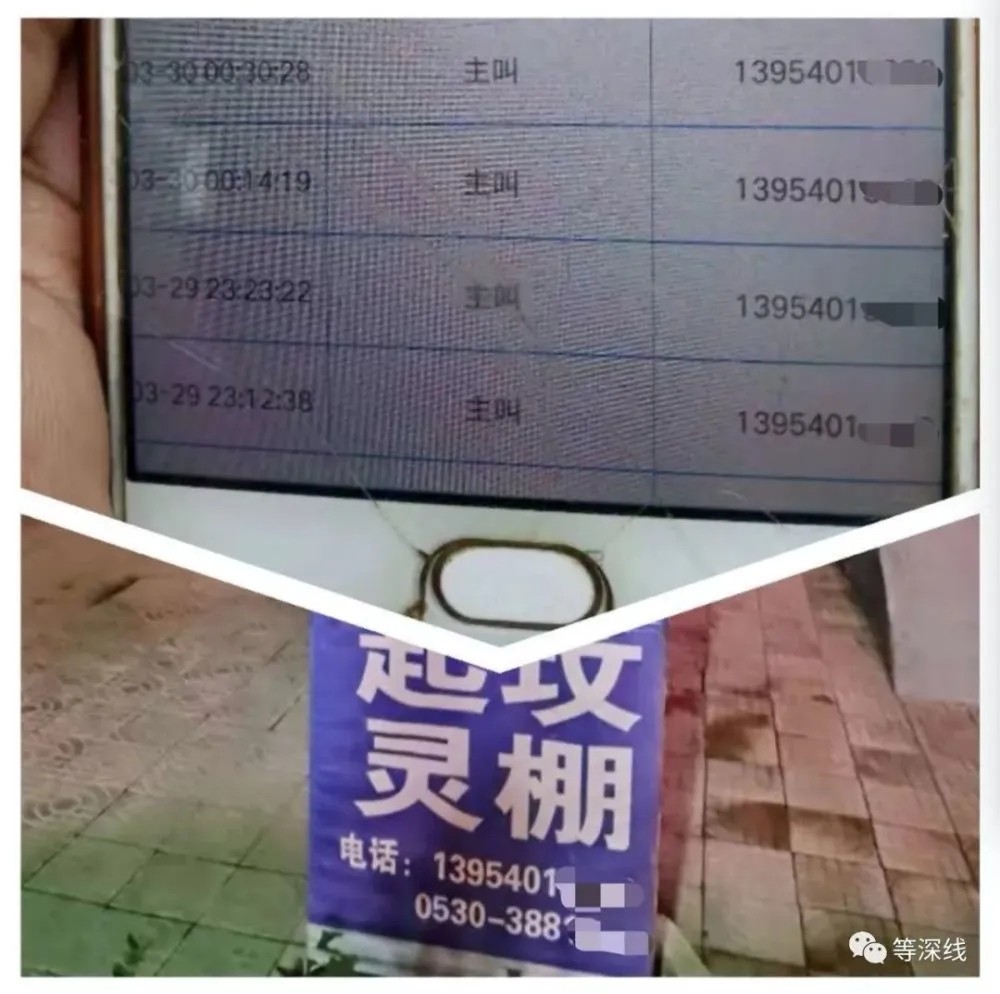 03-30 00:30:28 主叫 1395401
03-30 00:14:19 主叫 1395401
03-29 23:23:22 主叫 1395401
03-29 23:12:38 主叫 1395401
起坟
灵棚
电话：1395401
0530-388
等深线